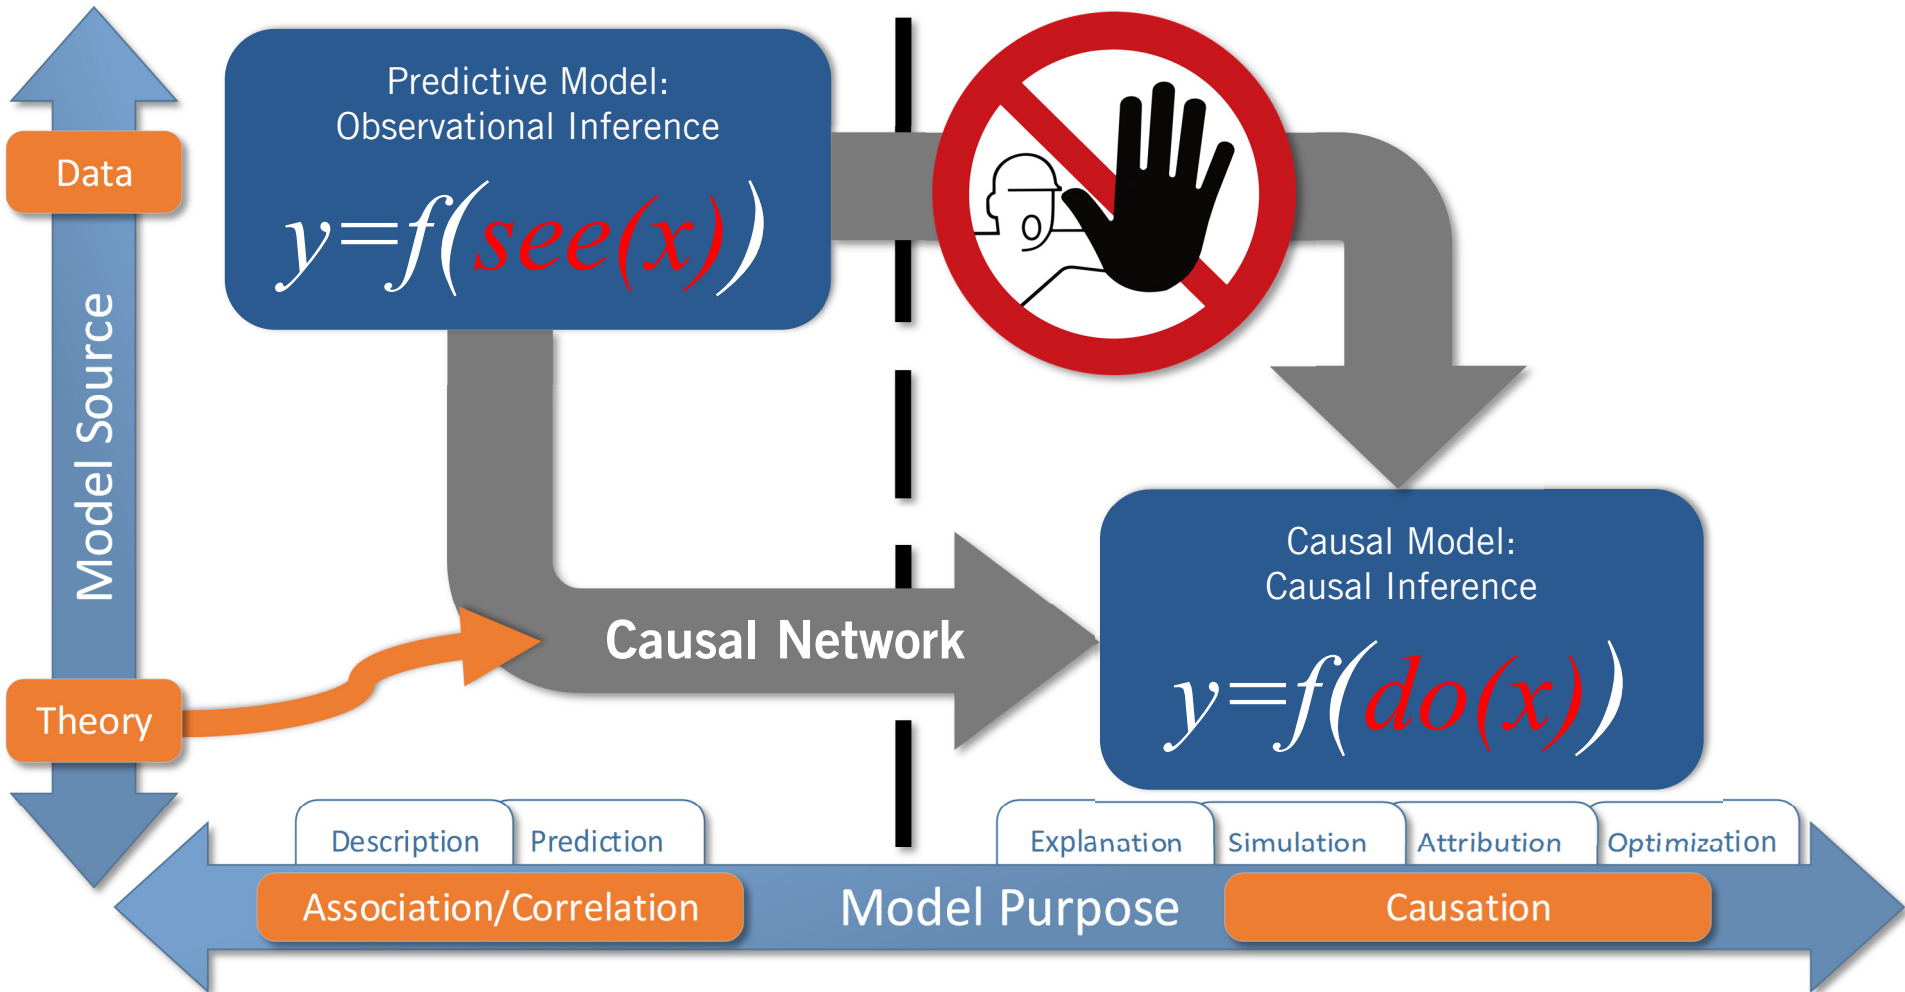 Predictive Model:
Observational Inference
y=f(see(x))
Data
Model Source
Theory
Causal Network
Causal Model:
Causal Inference
y=f(do(x))
Description
Prediction
Explanation
Simulation
Attribution
Optimization
Association/Correlation
Model Purpose
Causation